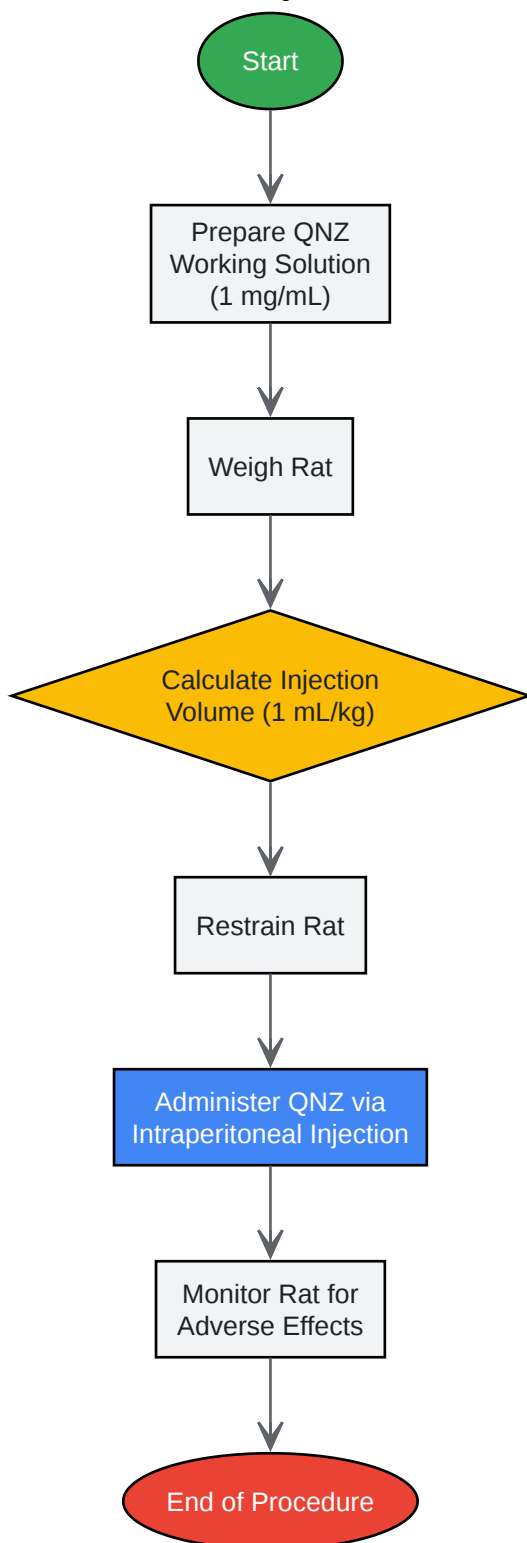 Start
Prepare QNZ
Working Solution
(1 mg/mL)
Weigh Rat
Calculate Injection
Volume (1 mL/kg)
Restrain Rat
Administer QNZ via
Intraperitoneal Injection
Monitor Rat for
Adverse Effects
End of Procedure